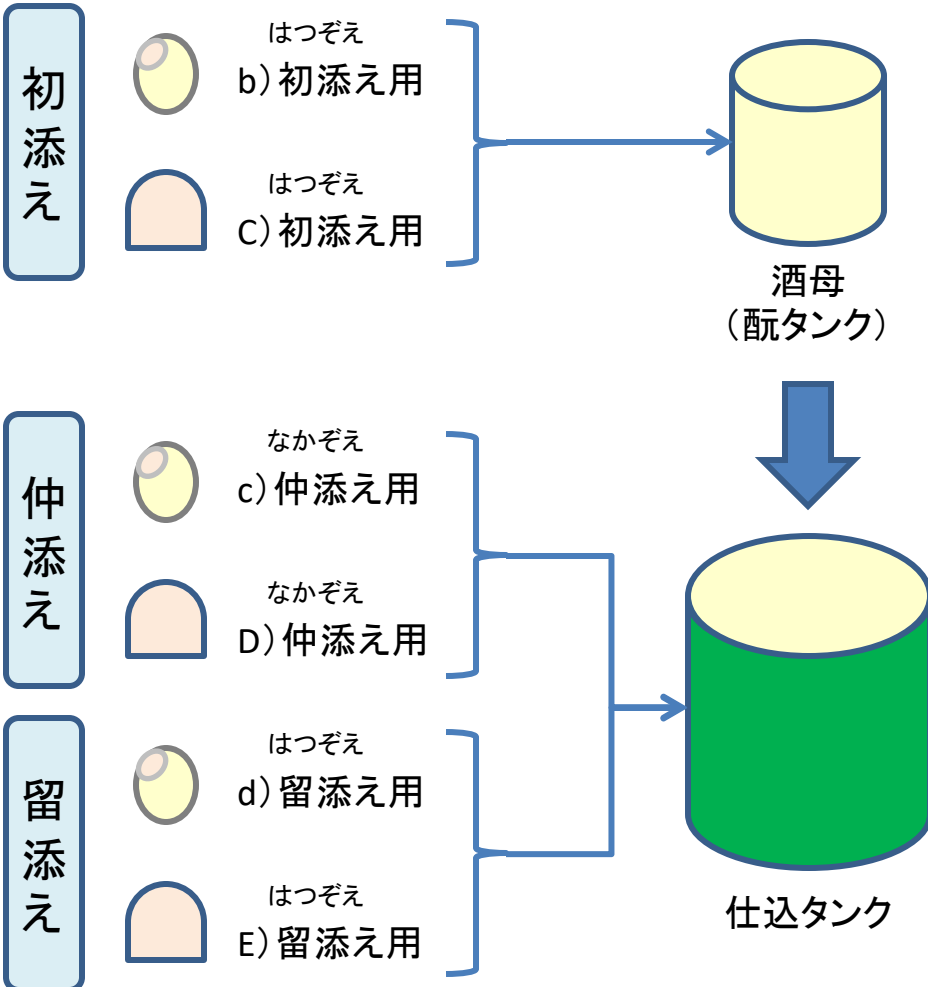 初添え
はつぞえ
b）初添え用
はつぞえ
C）初添え用
酒母
（酛タンク）
仲添え
なかぞえ
c）仲添え用
なかぞえ
D）仲添え用
留添え
はつぞえ
d）留添え用
はつぞえ
E）留添え用
仕込タンク